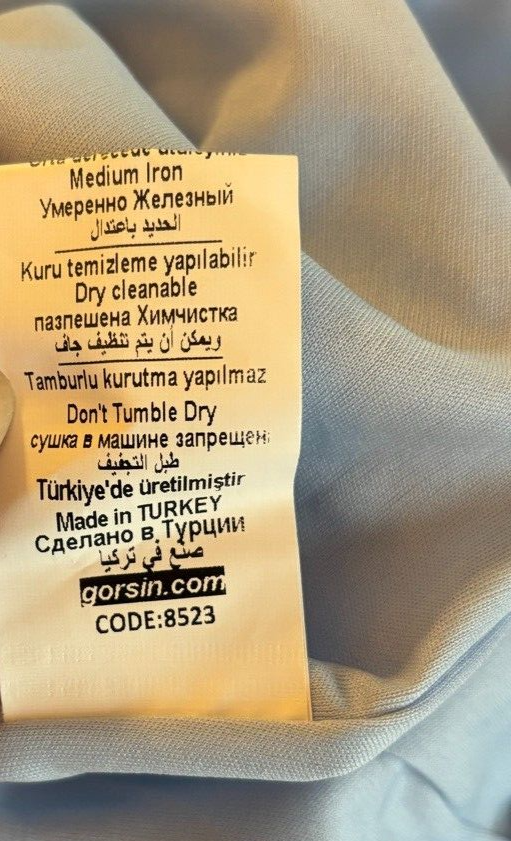 Medium Iron
Умеренно Железный
الحديد باعتدال
Kuru temizleme yapılabilir
Dry cleanable
пазпешена Химчистка
ويمكن أن يتم تنظيف جاف
Tamburlu kurutma yapılmaz
Don't Tumble Dry
сушка в машине запрещен
طبل التجفيف
Türkiye'de üretilmiştir
Made in TURKEY
Сделано в Турции
صنع في تركيا
gorsin.com
CODE:8523